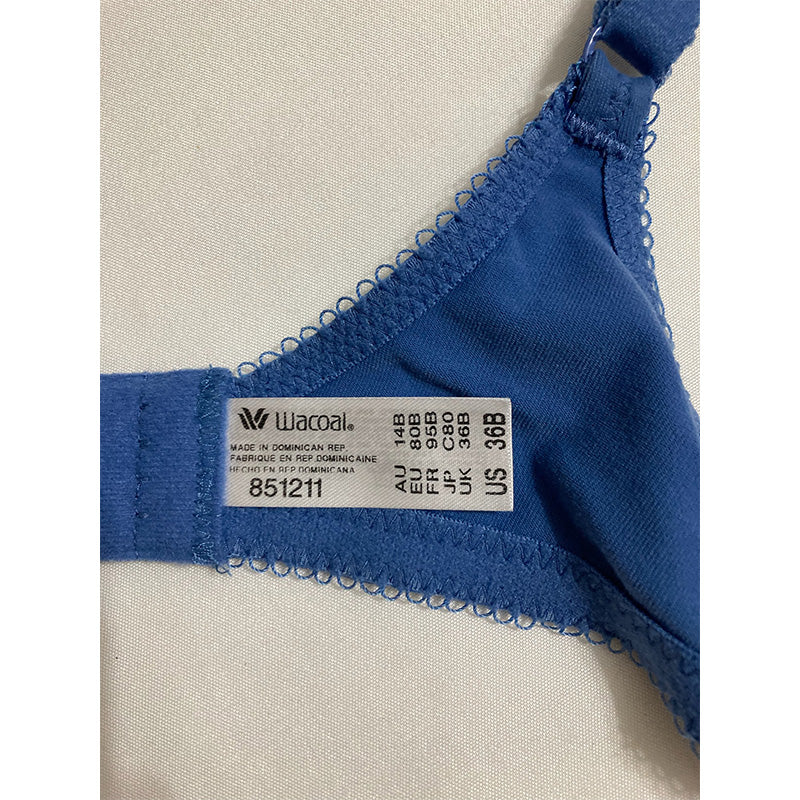 Wacoal®
MADE IN DOMINICAN REP.
FABRIQUE EN REP.DOMINICAINE
HECHO EN REP.DOMINICANA
851211
AU 14B
EU 80B
FR 95B
JP C80
UK 36B
US 36B